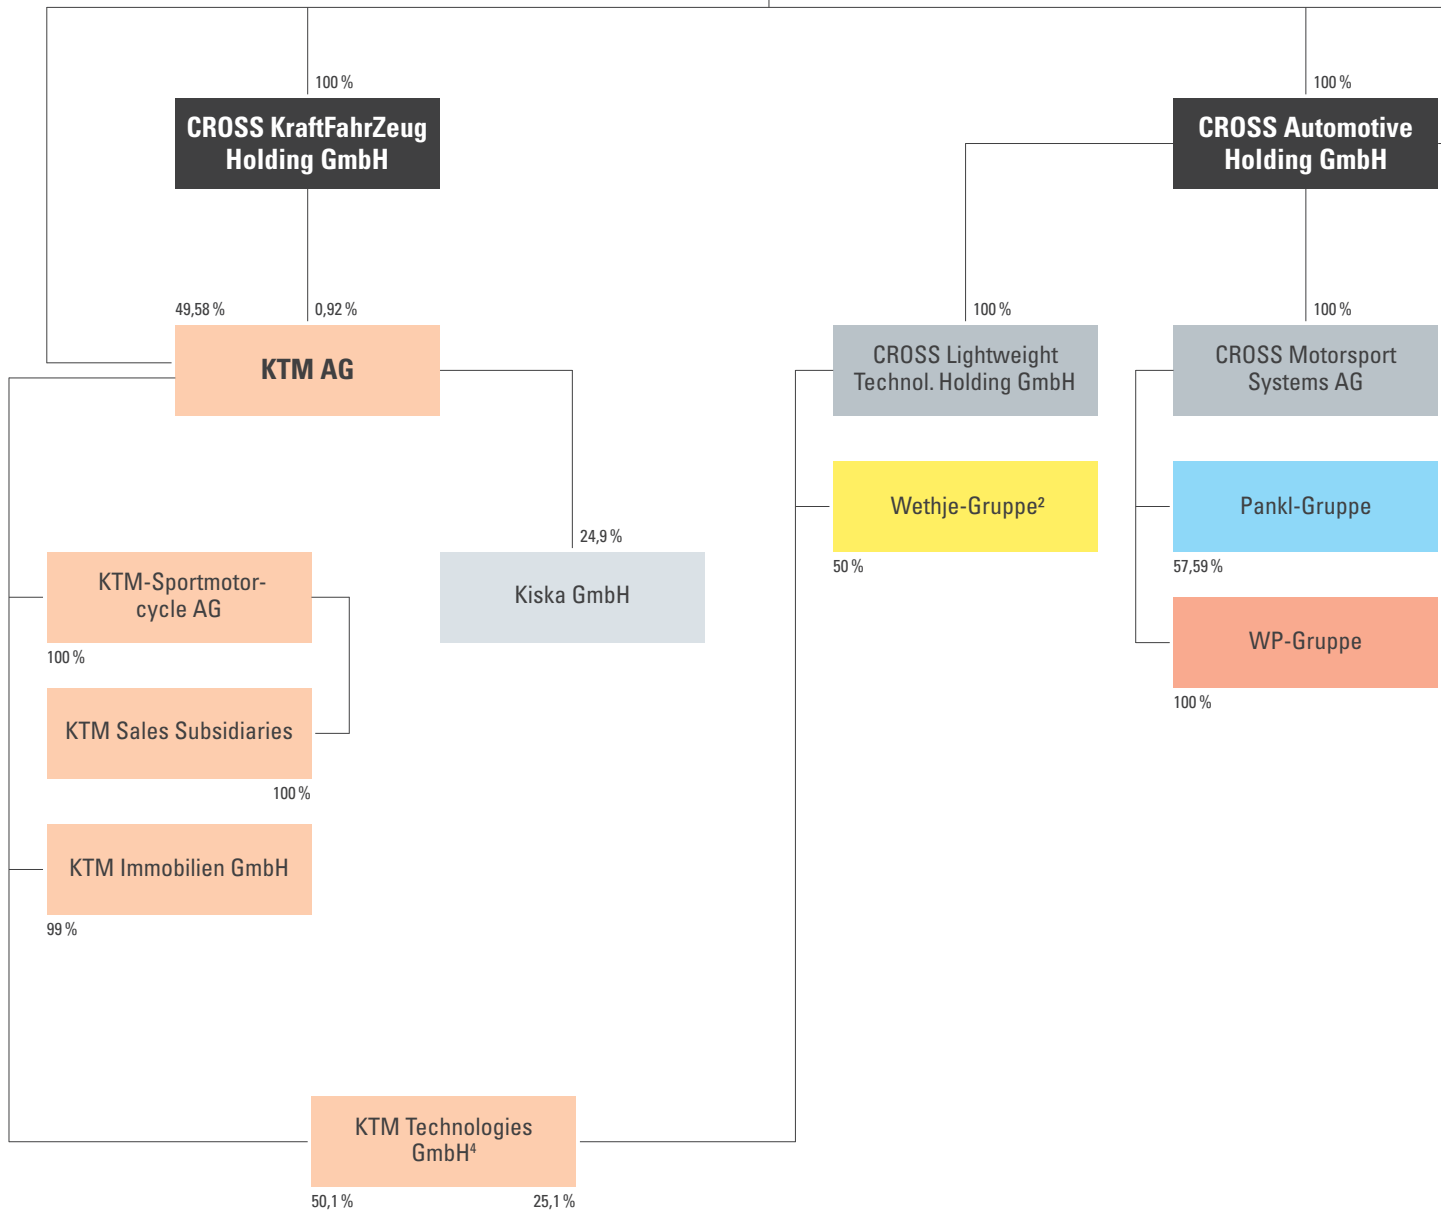 100 %
100 %
CROSS KraftFahrZeug
Holding GmbH
CROSS Automotive
Holding GmbH
49,58 %
0,92 %
100 %
100 %
KTM AG
CROSS Lightweight
Technol. Holding GmbH
CROSS Motorsport
Systems AG
Wethje-Gruppe²
50 %
Pankl-Gruppe
57,59 %
24,9 %
KTM-Sportmotor-
cycle AG
100 %
Kiska GmbH
WP-Gruppe
100 %
KTM Sales Subsidiaries
100 %
KTM Immobilien GmbH
99 %
KTM Technologies
GmbH⁴
50,1 %
25,1 %